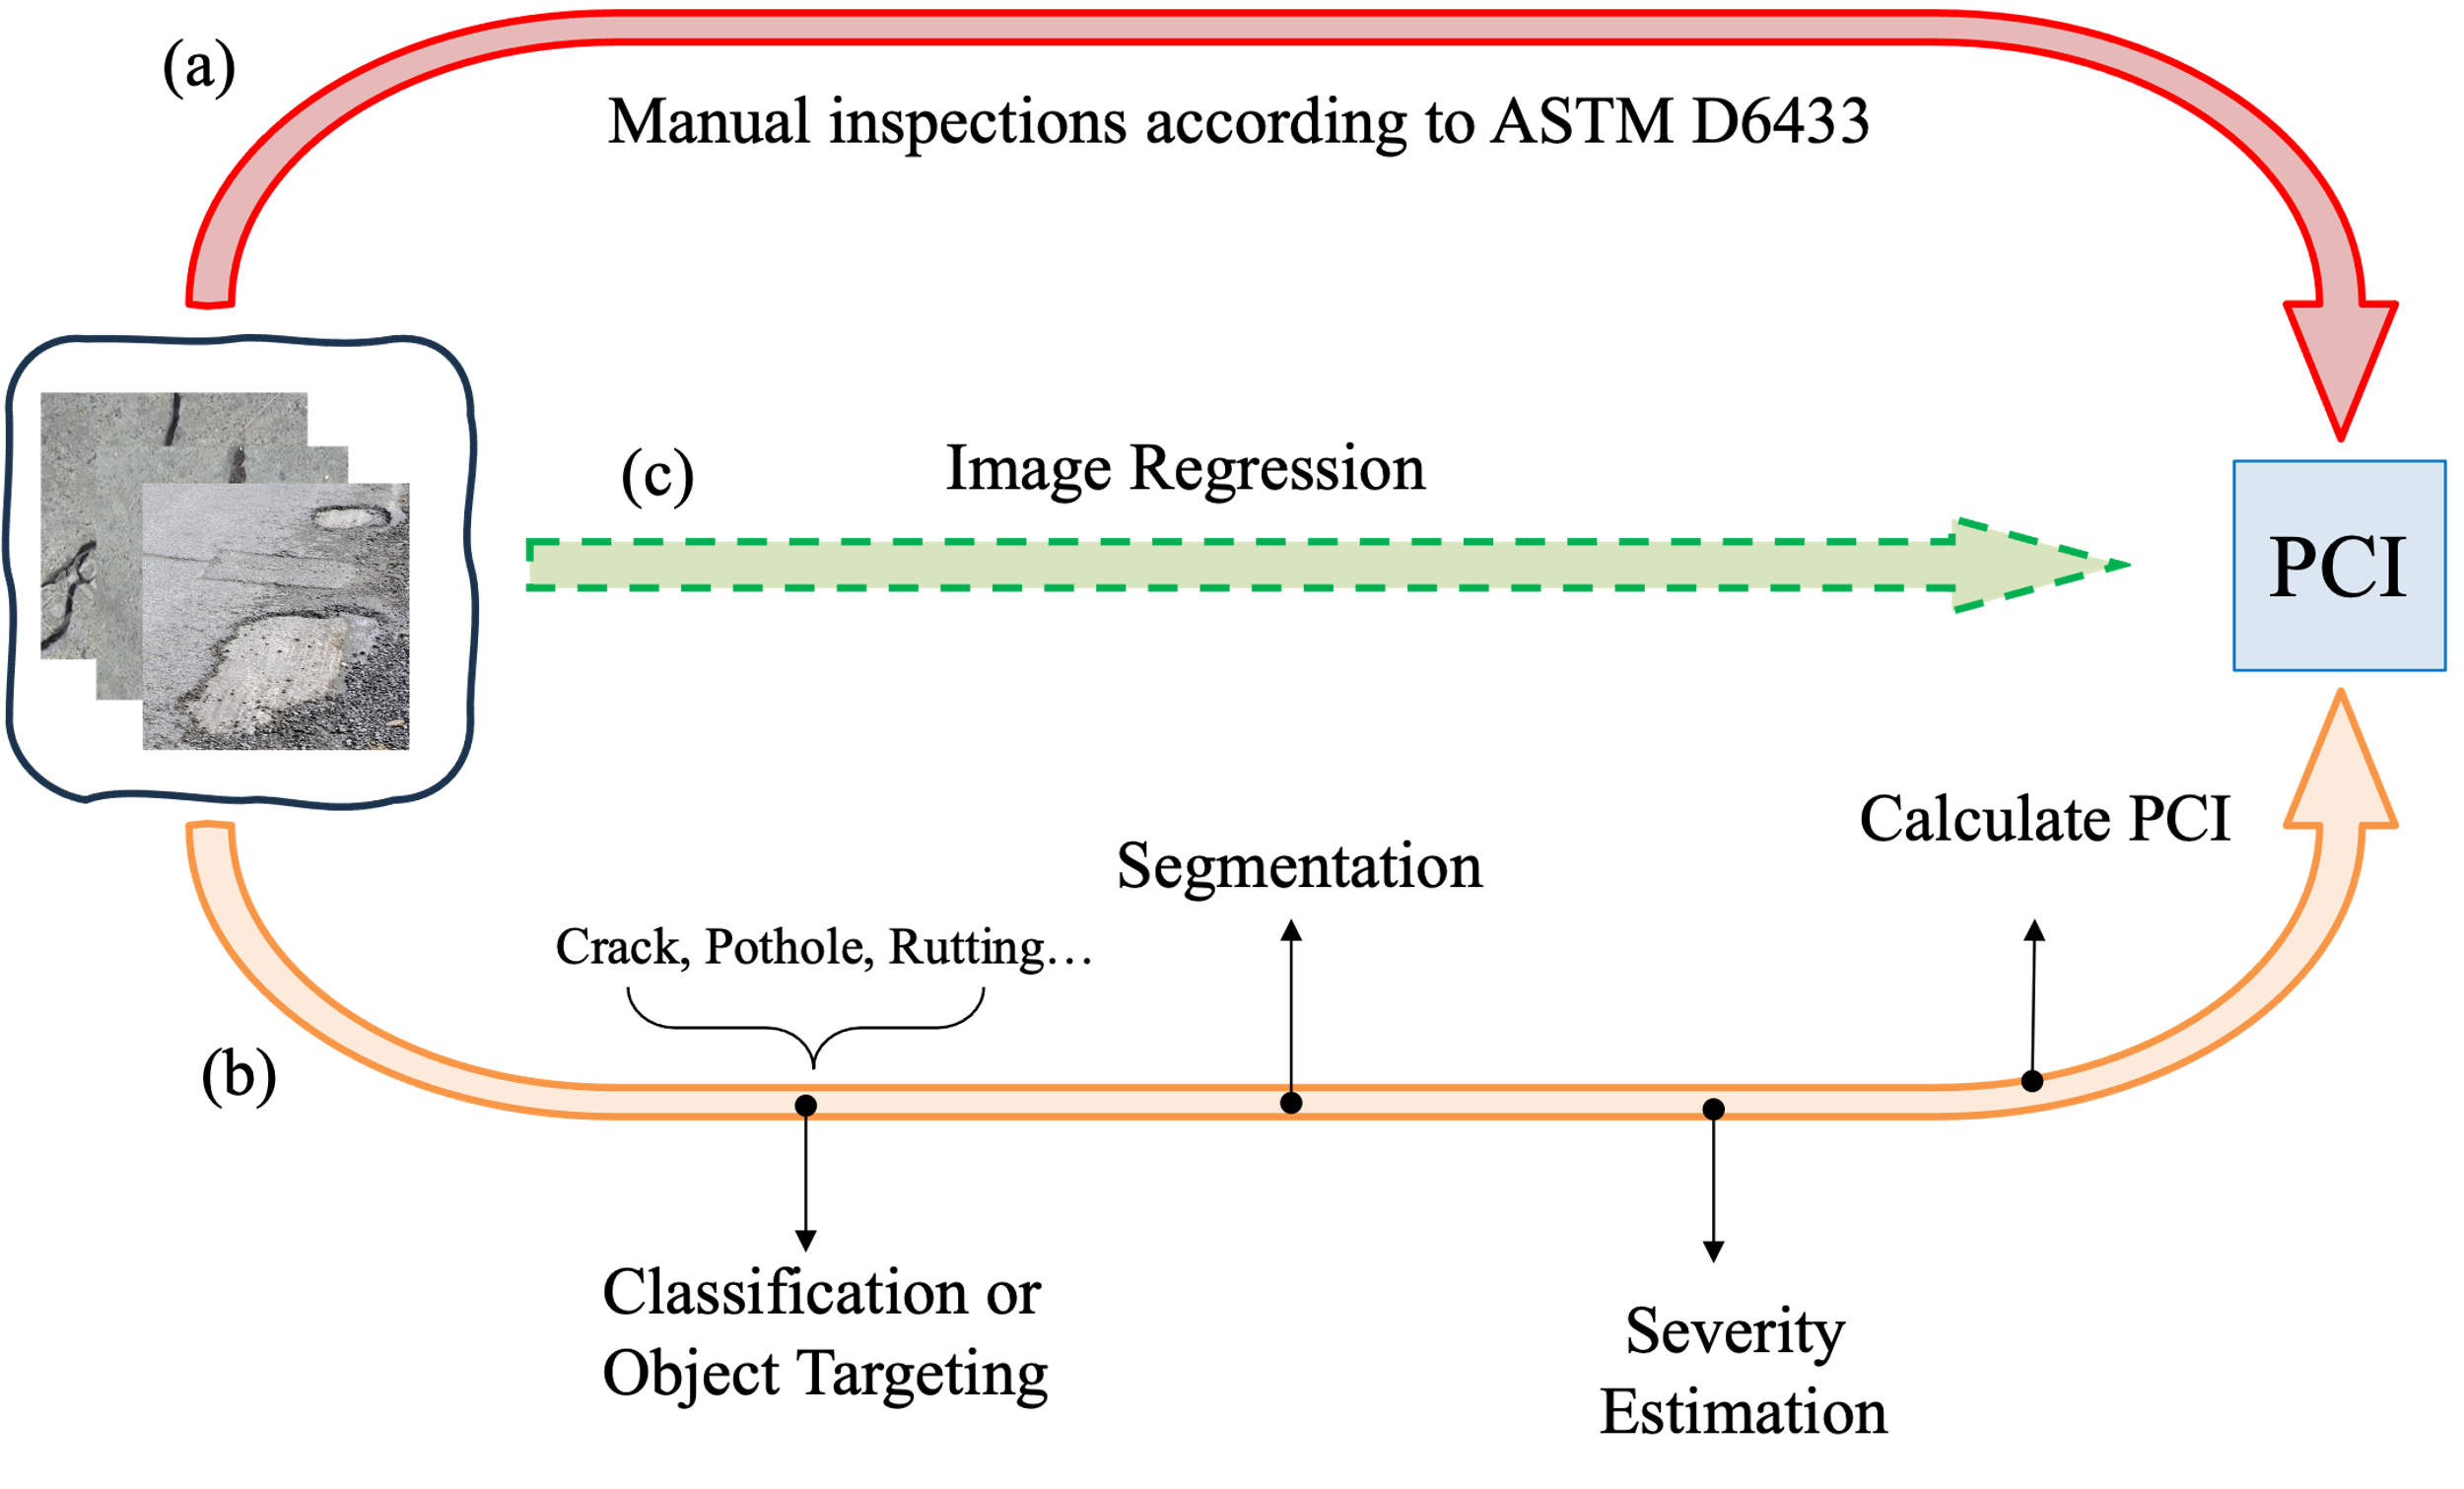 (a)
Manual inspections according to ASTM D6433
(c)
Image Regression
PCI
Calculate PCI
Segmentation
Crack, Pothole, Rutting…
(b)
Classification or
Object Targeting
Severity
Estimation